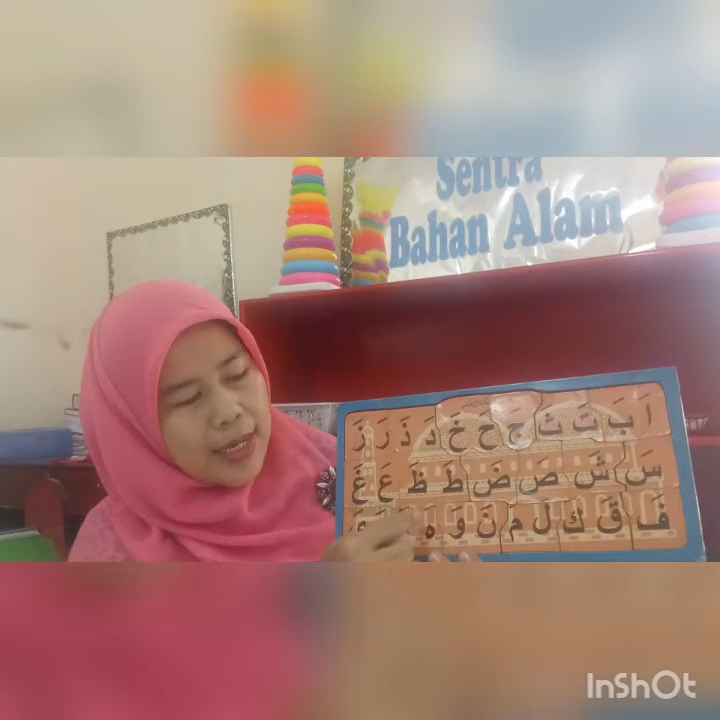 Sentra
Bahan Alam
اَ بَ تَ ثَ جَ حَ خَ دَ ذَ رَ زَ
سَ شَ صَ ضَ طَ ظَ عَ غَ
فَ قَ كَ لَ مَ نَ وَ هَ
InShOt